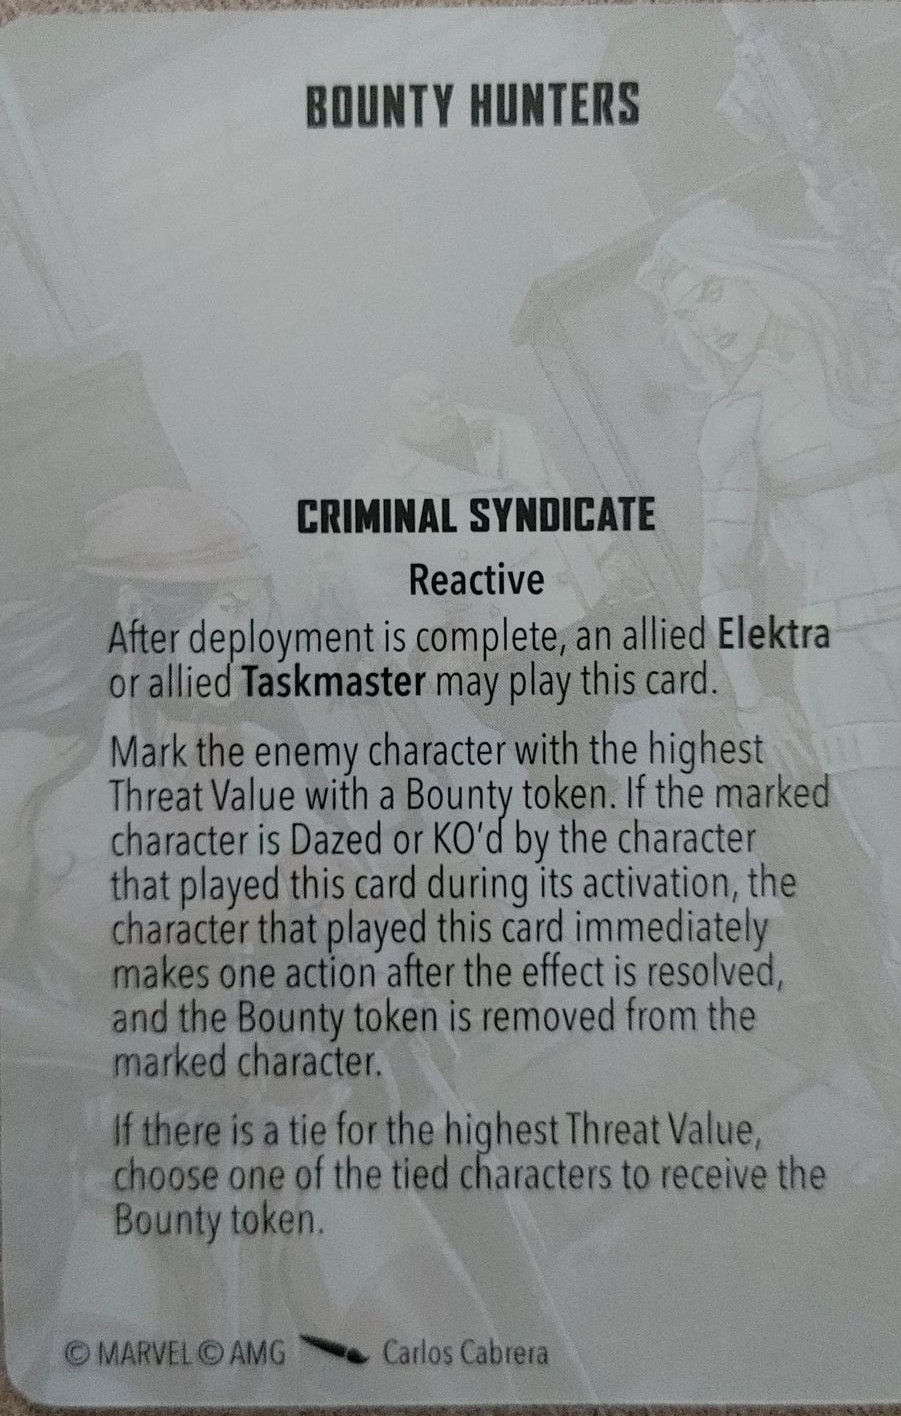 BOUNTY HUNTERS
CRIMINAL SYNDICATE
Reactive
After deployment is complete, an allied Elektra
or allied Taskmaster may play this card.
Mark the enemy character with the highest
Threat Value with a Bounty token. If the marked
character is Dazed or KO'd by the character
that played this card during its activation, the
character that played this card immediately
makes one action after the effect is resolved,
and the Bounty token is removed from the
marked character.
If there is a tie for the highest Threat Value,
choose one of the tied characters to receive the
Bounty token.
© MARVEL © AMG Carlos Cabrera